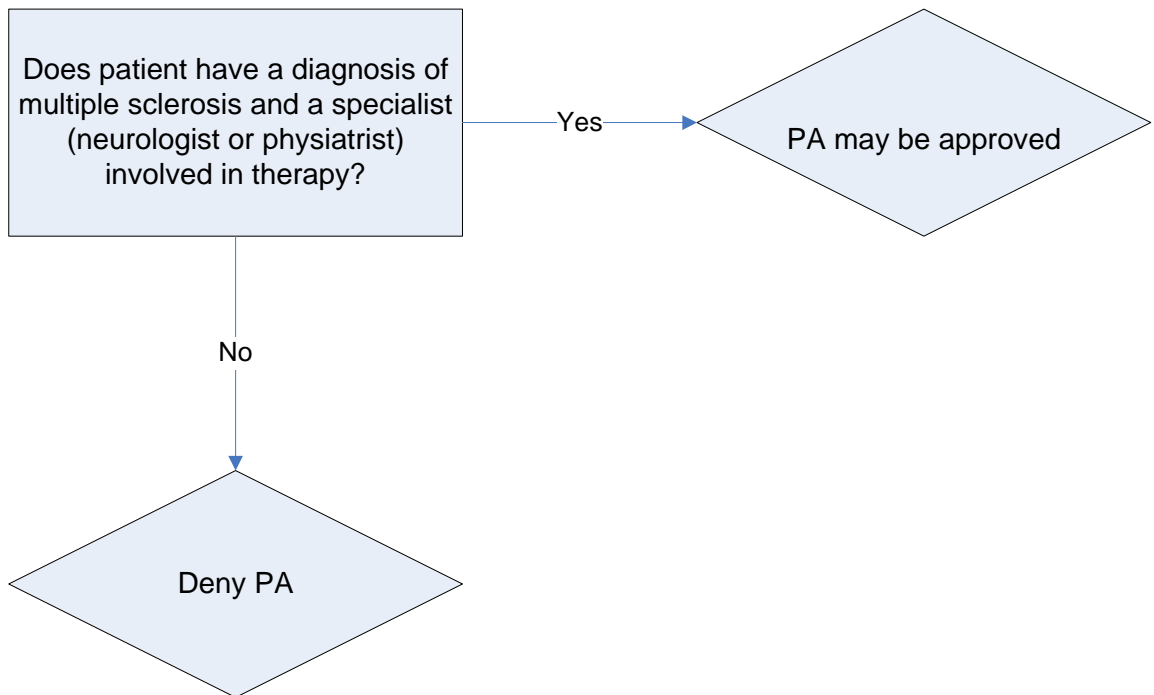 Does patient have a diagnosis of
multiple sclerosis and a specialist
(neurologist or physiatrist)
involved in therapy?
Yes
PA may be approved
No
Deny PA